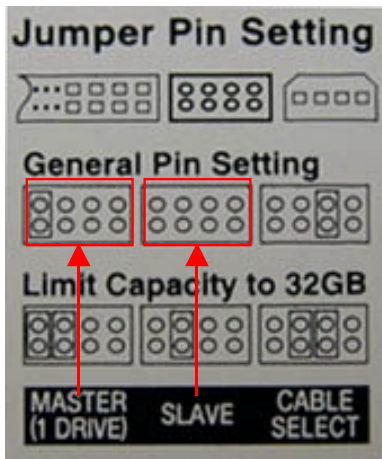 Jumper Pin Setting
General Pin Setting
Limit Capacity to 32GB
MASTER
(1 DRIVE)
SLAVE
CABLE
SELECT